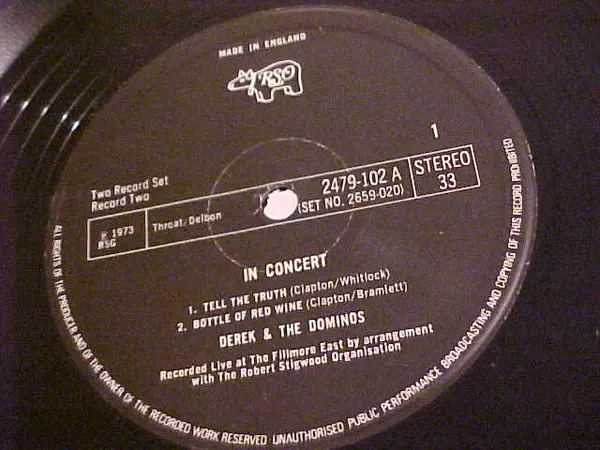 MADE IN ENGLAND
RSO
1
Two Record Set
Record Two
2479-102 A
(SET NO. 2659-020)
STEREO
33
℗ 1973
RSG
Throat/Delbon
IN CONCERT
1. TELL THE TRUTH (Clapton/Whitlock)
2. BOTTLE OF RED WINE (Clapton/Bramlett)
DEREK & THE DOMINOS
Recorded Live at The Fillmore East by arrangement
with The Robert Stigwood Organisation
ALL RIGHTS OF THE PRODUCER AND OF THE OWNER OF THE RECORDED WORK RESERVED UNAUTHORISED PUBLIC PERFORMANCE BROADCASTING AND COPYING OF THIS RECORD PROHIBITED